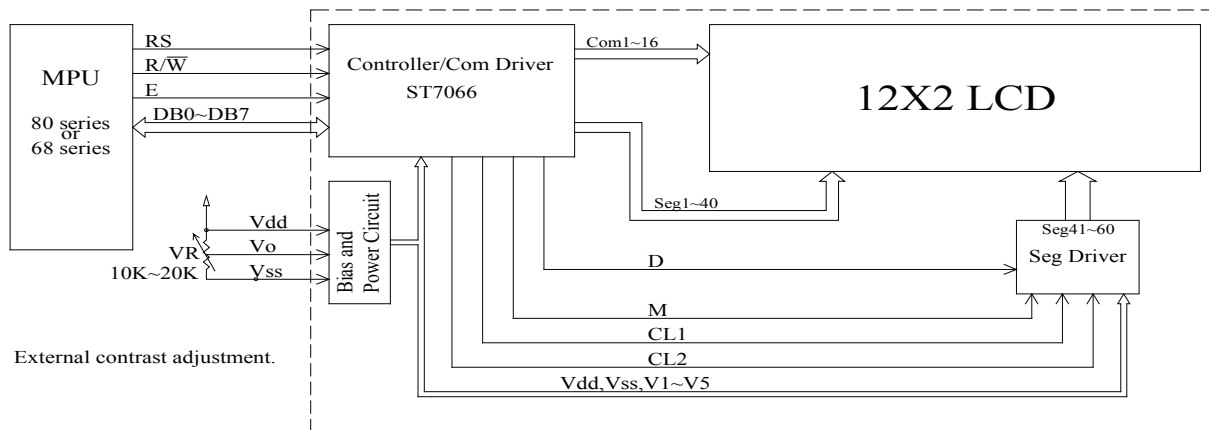 MPU
80 series
or
68 series
RS
R/W̅
E
DB0~DB7
Controller/Com Driver
ST7066
Com1~16
12X2 LCD
Seg1~40
Seg41~60
Seg Driver
Vdd
Vo
Vss
VR
10K~20K
Bias and
Power Circuit
D
M
CL1
CL2
Vdd,Vss,V1~V5
External contrast adjustment.